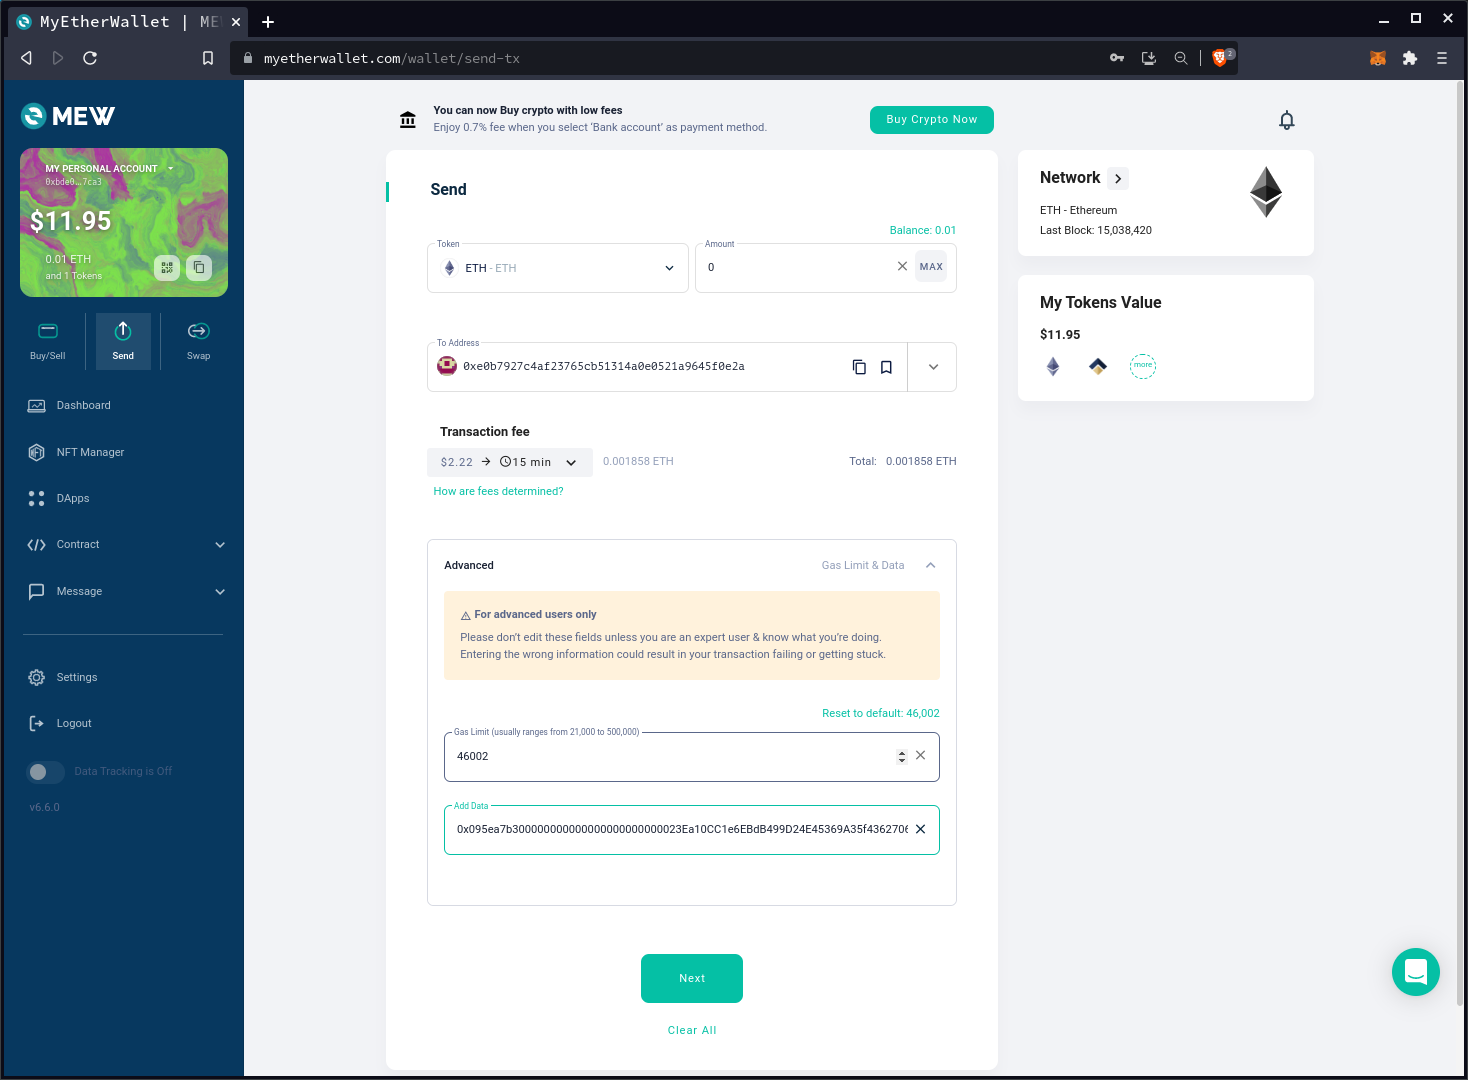 MyEtherWallet | ME
myetherwallet.com/wallet/send-tx
2
MEW
MY PERSONAL ACCOUNT
0xbde0…7ca3
$11.95
0.01 ETH
and 1 Tokens
Buy/Sell
Send
Swap
Dashboard
NFT Manager
DApps
Contract
Message
Settings
Logout
Data Tracking is Off
v6.6.0
You can now Buy crypto with low fees
Enjoy 0.7% fee when you select ‘Bank account’ as payment method.
Buy Crypto Now
Send
Balance: 0.01
Token
ETH - ETH
Amount
0
MAX
To Address
0xe0b7927c4af23765cb51314a0e0521a9645f0e2a
Transaction fee
$2.22
15 min
0.001858 ETH
Total: 0.001858 ETH
How are fees determined?
Advanced
Gas Limit & Data
For advanced users only
Please don’t edit these fields unless you are an expert user & know what you’re doing.
Entering the wrong information could result in your transaction failing or getting stuck.
Reset to default: 46,002
Gas Limit (usually ranges from 21,000 to 500,000)
46002
Add Data
Next
Clear All
Network
ETH - Ethereum
Last Block: 15,038,420
My Tokens Value
$11.95
more